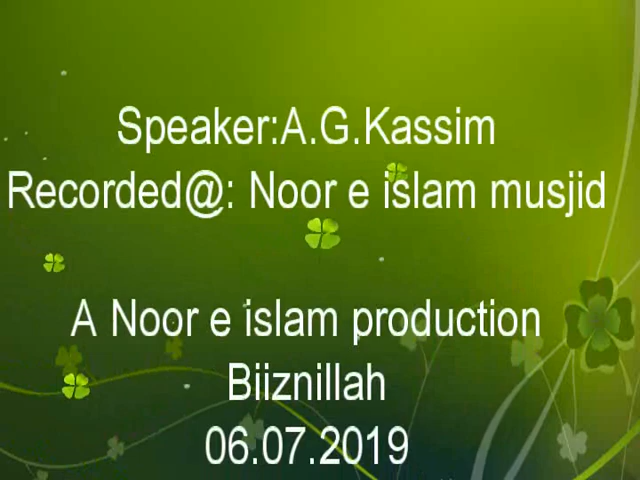 Speaker:A.G.Kassim
Recorded@: Noor e islam musjid
A Noor e islam production
Biiznillah
06.07.2019